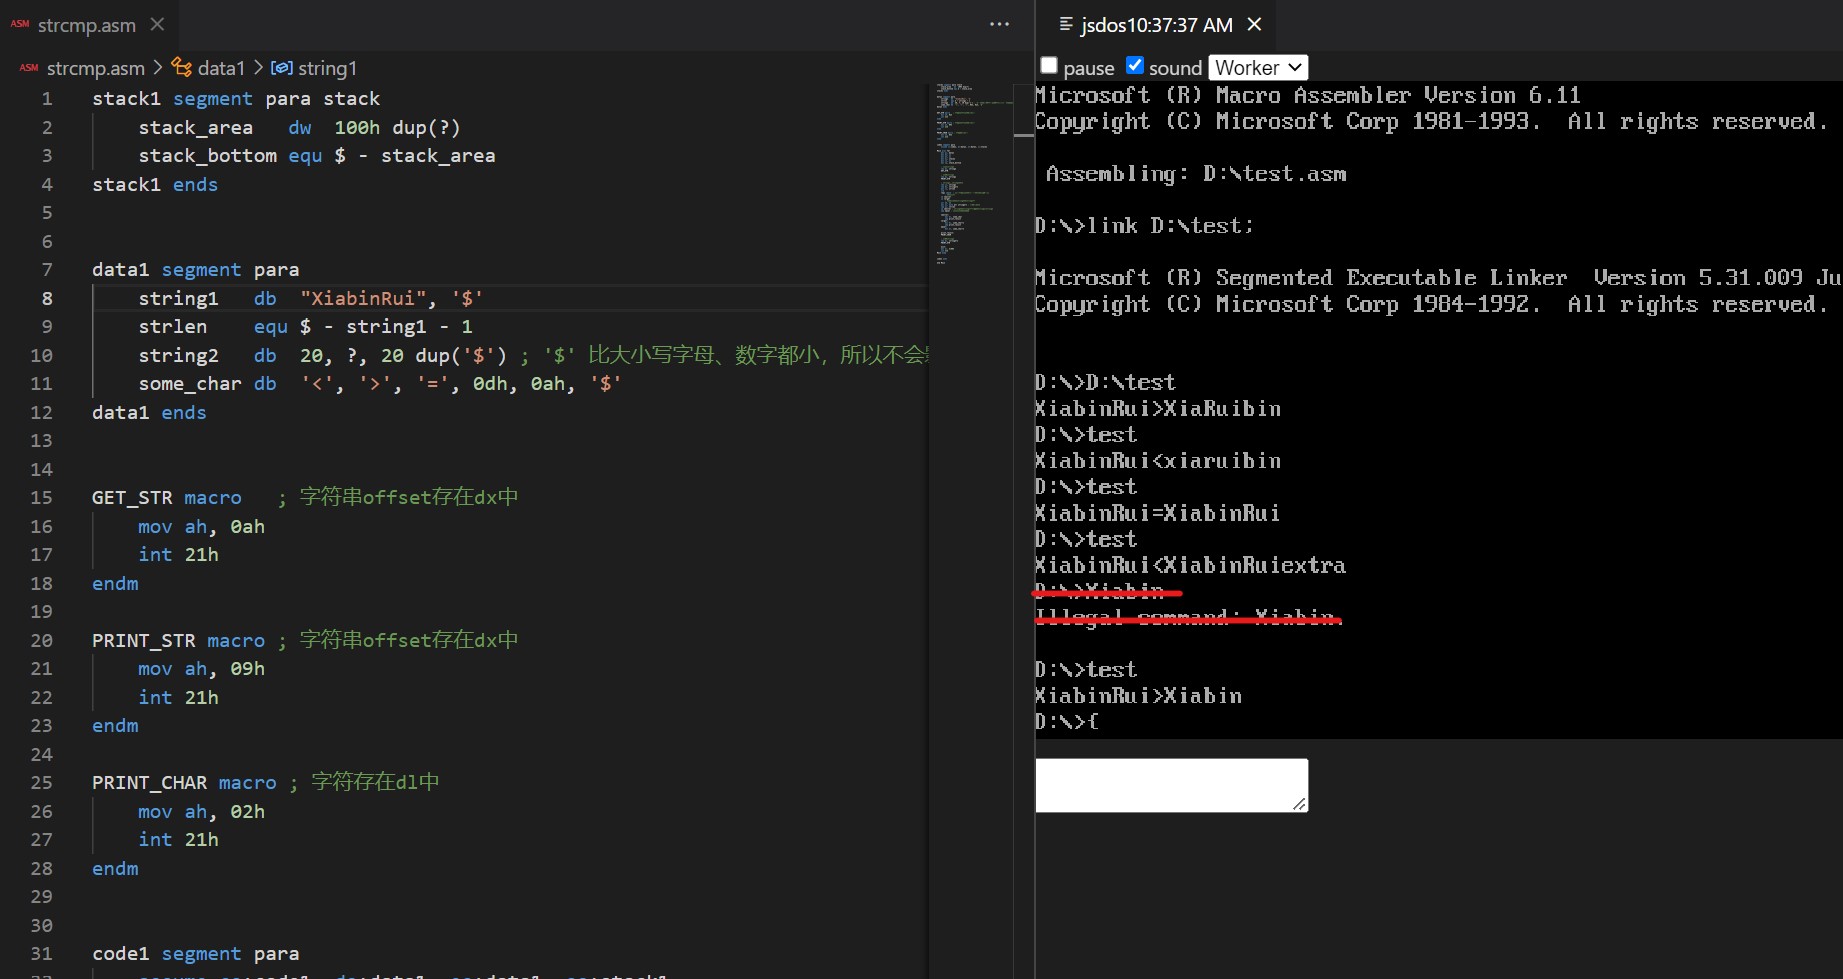 ASM strcmp.asm
ASM strcmp.asm > data1 > string1
1 stack1 segment para stack
2 stack_area dw 100h dup(?)
3 stack_bottom equ $ - stack_area
4 stack1 ends
5
6
7 data1 segment para
8 string1 db "XiabinRui", '$'
9 strlen equ $ - string1 - 1
10 string2 db 20, ?, 20 dup('$') ; '$' 比大小写字母、数字都小，所以不会
11 some_char db '<', '>', '=', 0dh, 0ah, '$'
12 data1 ends
13
14
15 GET_STR macro ; 字符串offset存在dx中
16 mov ah, 0ah
17 int 21h
18 endm
19
20 PRINT_STR macro ; 字符串offset存在dx中
21 mov ah, 09h
22 int 21h
23 endm
24
25 PRINT_CHAR macro ; 字符存在dl中
26 mov ah, 02h
27 int 21h
28 endm
29
30
31 code1 segment para
jsdos10:37:37 AM
pause sound Worker
Microsoft (R) Macro Assembler Version 6.11
Copyright (C) Microsoft Corp 1981-1993. All rights reserved.
Assembling: D:\test.asm
D:\>link D:\test;
Microsoft (R) Segmented Executable Linker Version 5.31.009 Ju
Copyright (C) Microsoft Corp 1984-1992. All rights reserved.
D:\>D:\test
XiabinRui>XiaRuibin
D:\>test
XiabinRui<xiaruibin
D:\>test
XiabinRui=XiabinRui
D:\>test
XiabinRui<XiabinRuiextra
D:\>Xiabin
Illegal command: Xiabin.
D:\>test
XiabinRui>Xiabin
D:\>{